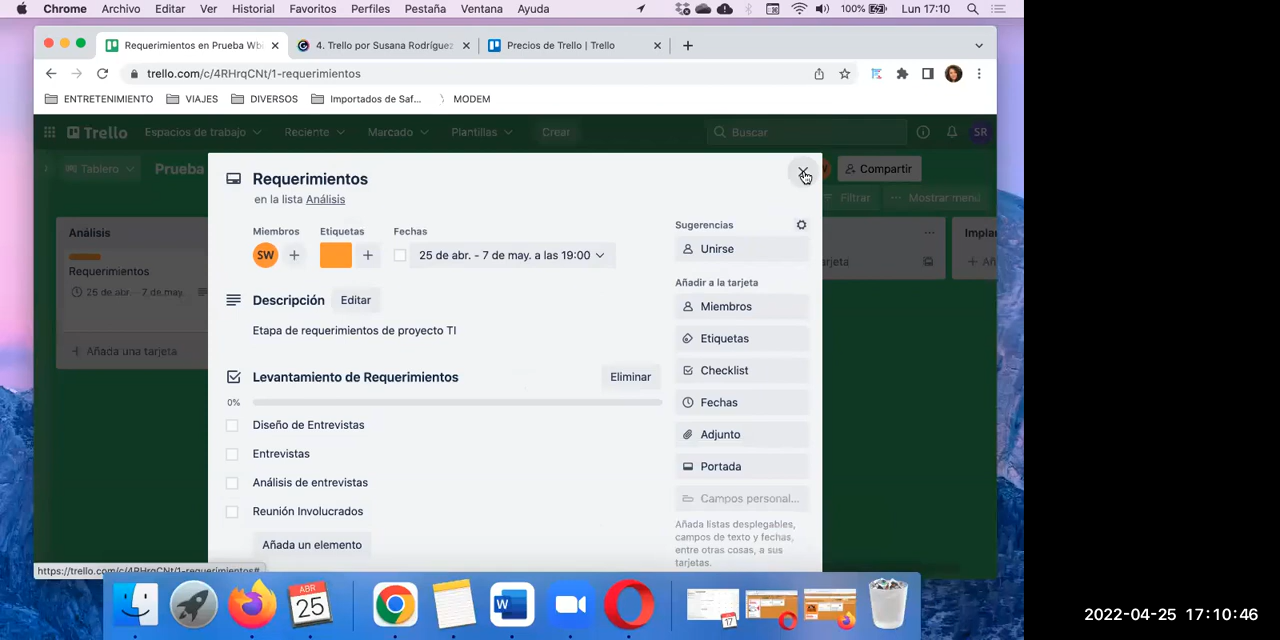 Chrome Archivo Editar Ver Historial Favoritos Perfiles Pestaña Ventana Ayuda 100% Lun 17:10
Requerimientos en Prueba Wbi 4. Trello por Susana Rodríguez Precios de Trello | Trello
trello.com/c/4RHrqCNt/1-requerimientos
ENTRETENIMIENTO VIAJES DIVERSOS Importados de Saf... MODEM
Trello Espacios de trabajo Reciente Marcado Plantillas Crear Buscar SR
Tablero Prueba Compartir
Filtrar ... Mostrar menú
Requerimientos
en la lista Análisis
Análisis
Requerimientos
25 de abr. - 7 de may.
+ Añada una tarjeta
Miembros Etiquetas Fechas
SW 25 de abr. - 7 de may. a las 19:00
Descripción Editar
Etapa de requerimientos de proyecto TI
Levantamiento de Requerimientos Eliminar
0%
Diseño de Entrevistas
Entrevistas
Análisis de entrevistas
Reunión Involucrados
Añada un elemento
Sugerencias
Unirse
Añadir a la tarjeta
Miembros
Etiquetas
Checklist
Fechas
Adjunto
Portada
Campos personal...
Añada listas desplegables,
campos de texto y fechas,
entre otras cosas, a sus
tarjetas.
https://trello.com/c/4RHrqCNt/1-requerimientos#
ABR
25
17
2022-04-25 17:10:46